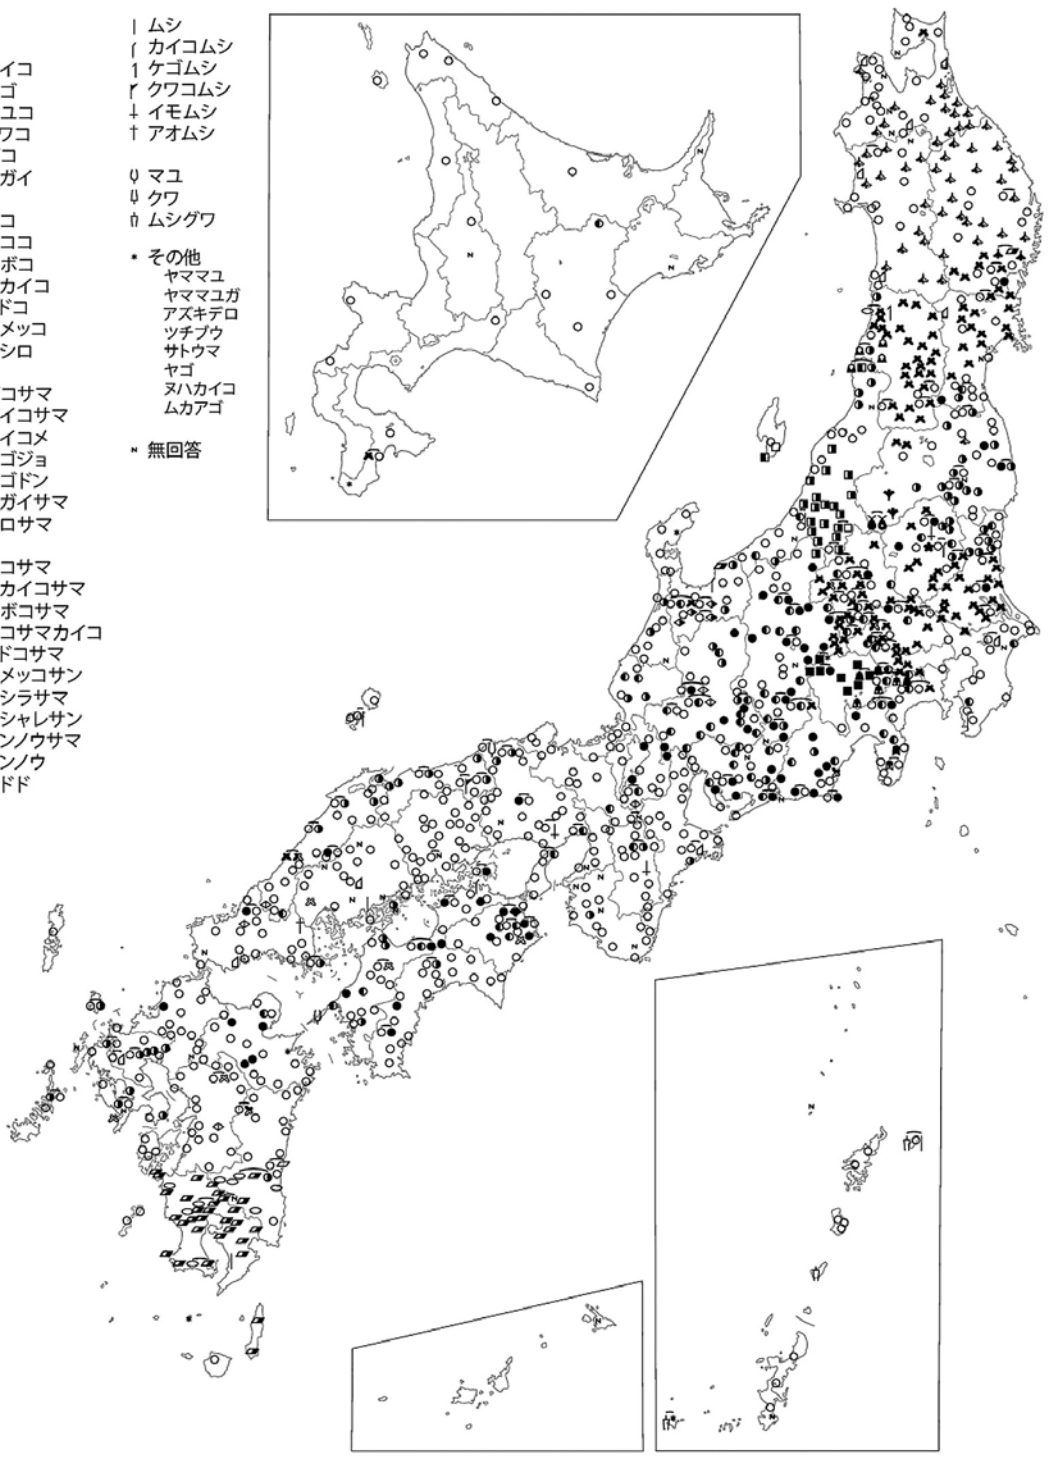 イコ
ゴ
ユコ
ワコ
コ
ガイ
コ
ココ
ボコ
カイコ
ドコ
メッコ
シロ
コサマ
イコサマ
イコメ
ゴジョ
ゴドン
ガイサマ
ロサマ
コサマ
カイコサマ
ボコサマ
コサマカイコ
ドコサマ
メッコサン
シラサマ
シャレサン
ンノウサマ
ンノウ
ドド
ムシ
カイコムシ
ケゴムシ
クワコムシ
イモムシ
アオムシ
マユ
クワ
ムシグワ
* その他
ヤママユ
ヤママユガ
アズキデロ
ツチブウ
サトウマ
ヤゴ
ヌハカイコ
ムカアゴ
N 無回答